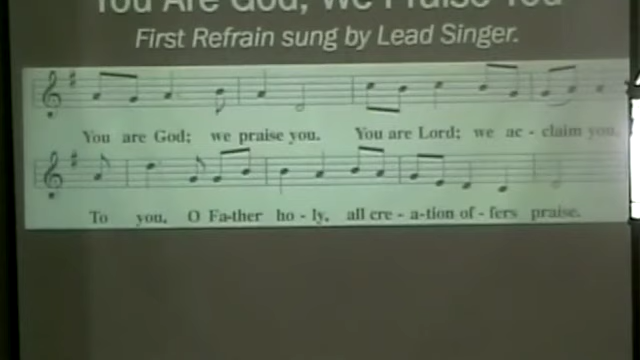 You Are God, We Praise You
First Refrain sung by Lead Singer.
You are God; we praise you. You are Lord; we ac - claim you.
To you, O Fa-ther ho - ly, all cre - a-tion of - fers praise.